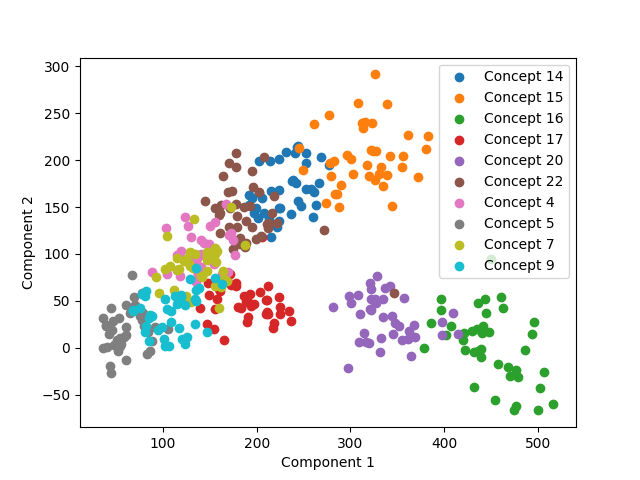 300
250
200
150
100
50
0
−50
Component 2
100
200
300
400
500
Component 1
Concept 14
Concept 15
Concept 16
Concept 17
Concept 20
Concept 22
Concept 4
Concept 5
Concept 7
Concept 9